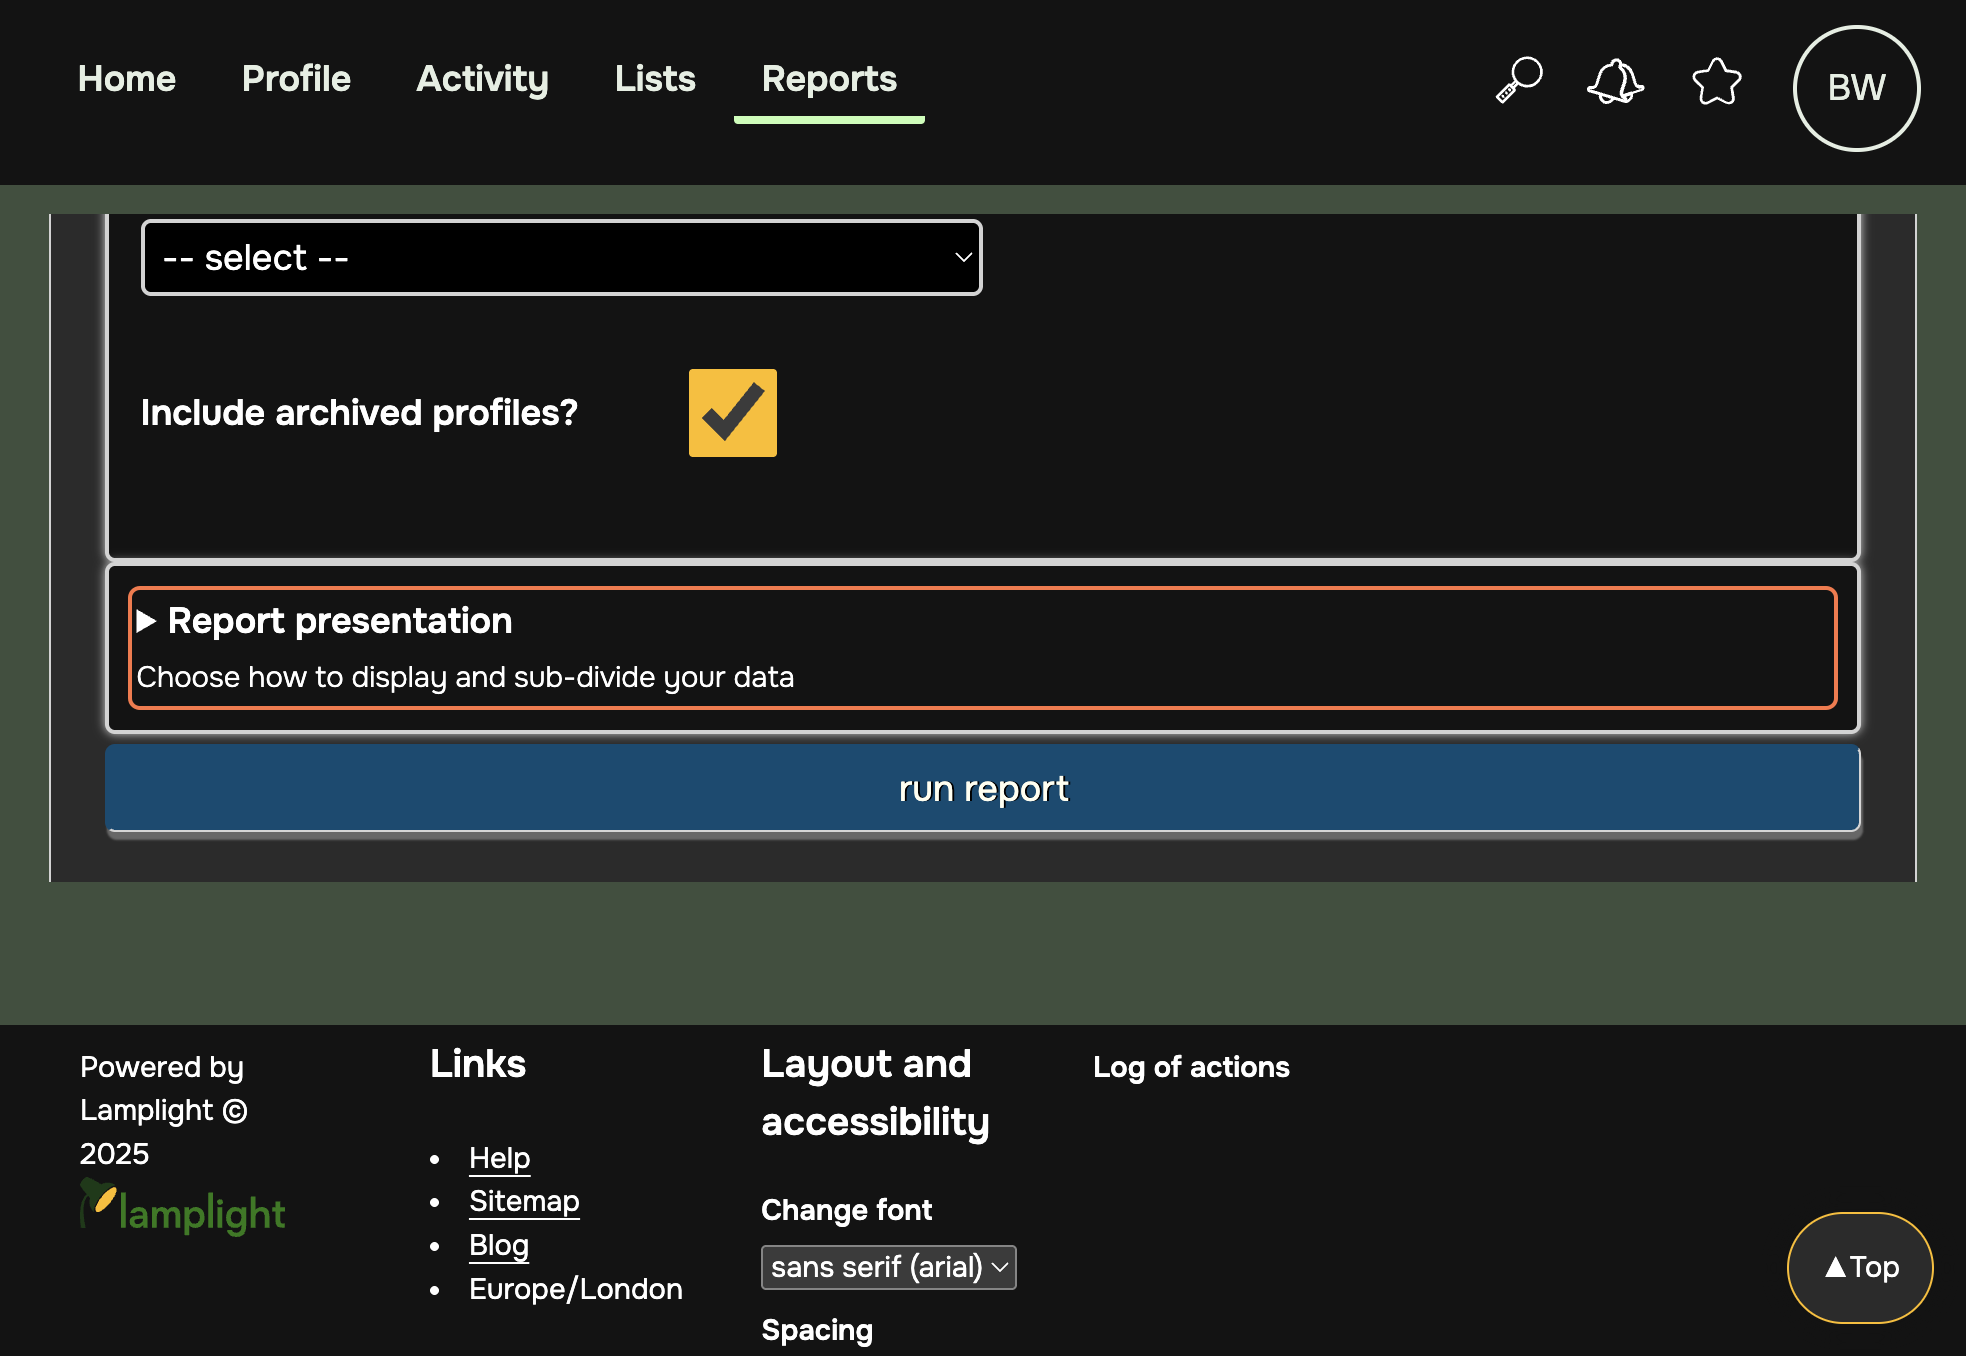 Home Profile Activity Lists Reports BW
-- select --
Include archived profiles?
Report presentation
Choose how to display and sub-divide your data
run report
Powered by
Lamplight ©
2025
lamplight
Links
Help
Sitemap
Blog
Europe/London
Layout and
accessibility
Change font
sans serif (arial)
Spacing
Log of actions
▲Top